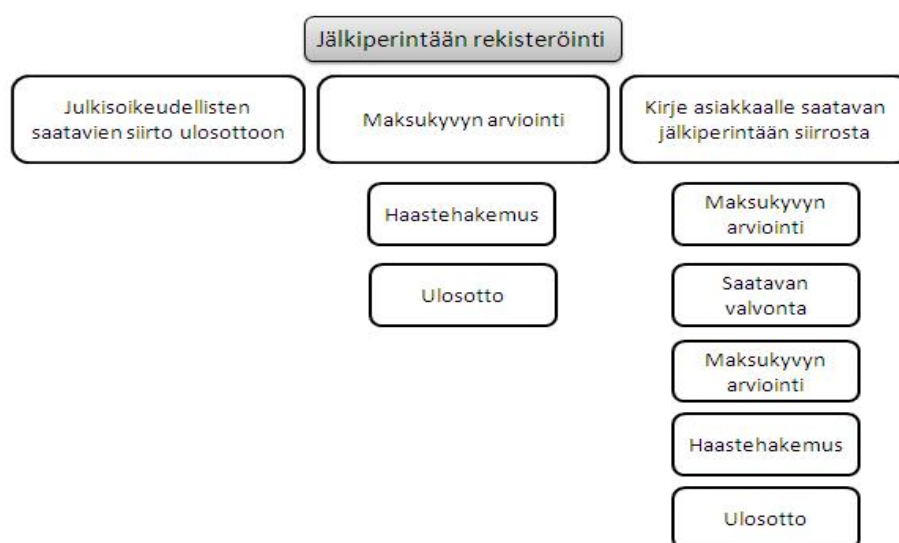 Jälkiperintään rekisteröinti
Julkisoikeudellisten
saatavien siirto ulosottoon
Maksukyvyn arviointi
Kirje asiakkaalle saatavan
jälkiperintään siirrosta
Haastehakemus
Ulosotto
Maksukyvyn
arviointi
Saatavan
valvonta
Maksukyvyn
arviointi
Haastehakemus
Ulosotto